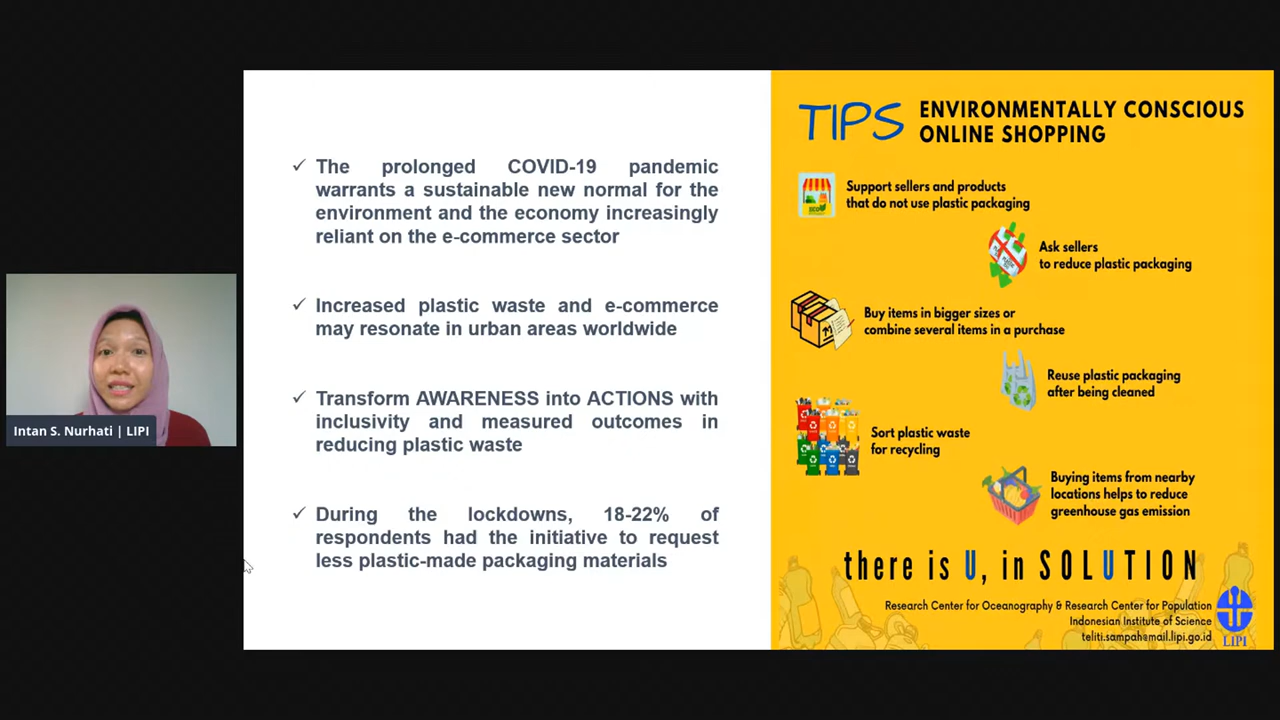 Intan S. Nurhati | LIPI
✓ The prolonged COVID-19 pandemic
warrants a sustainable new normal for the
environment and the economy increasingly
reliant on the e-commerce sector
✓ Increased plastic waste and e-commerce
may resonate in urban areas worldwide
✓ Transform AWARENESS into ACTIONS with
inclusivity and measured outcomes in
reducing plastic waste
✓ During the lockdowns, 18-22% of
respondents had the initiative to request
less plastic-made packaging materials
TIPS ENVIRONMENTALLY CONSCIOUS
ONLINE SHOPPING
Support sellers and products
that do not use plastic packaging
Ask sellers
to reduce plastic packaging
Buy items in bigger sizes or
combine several items in a purchase
Reuse plastic packaging
after being cleaned
Sort plastic waste
for recycling
Buying items from nearby
locations helps to reduce
greenhouse gas emission
there is U, in SOLUTION
Research Center for Oceanography & Research Center for Population
Indonesian Institute of Science
teliti.sampah@mail.lipi.go.id
LIPI